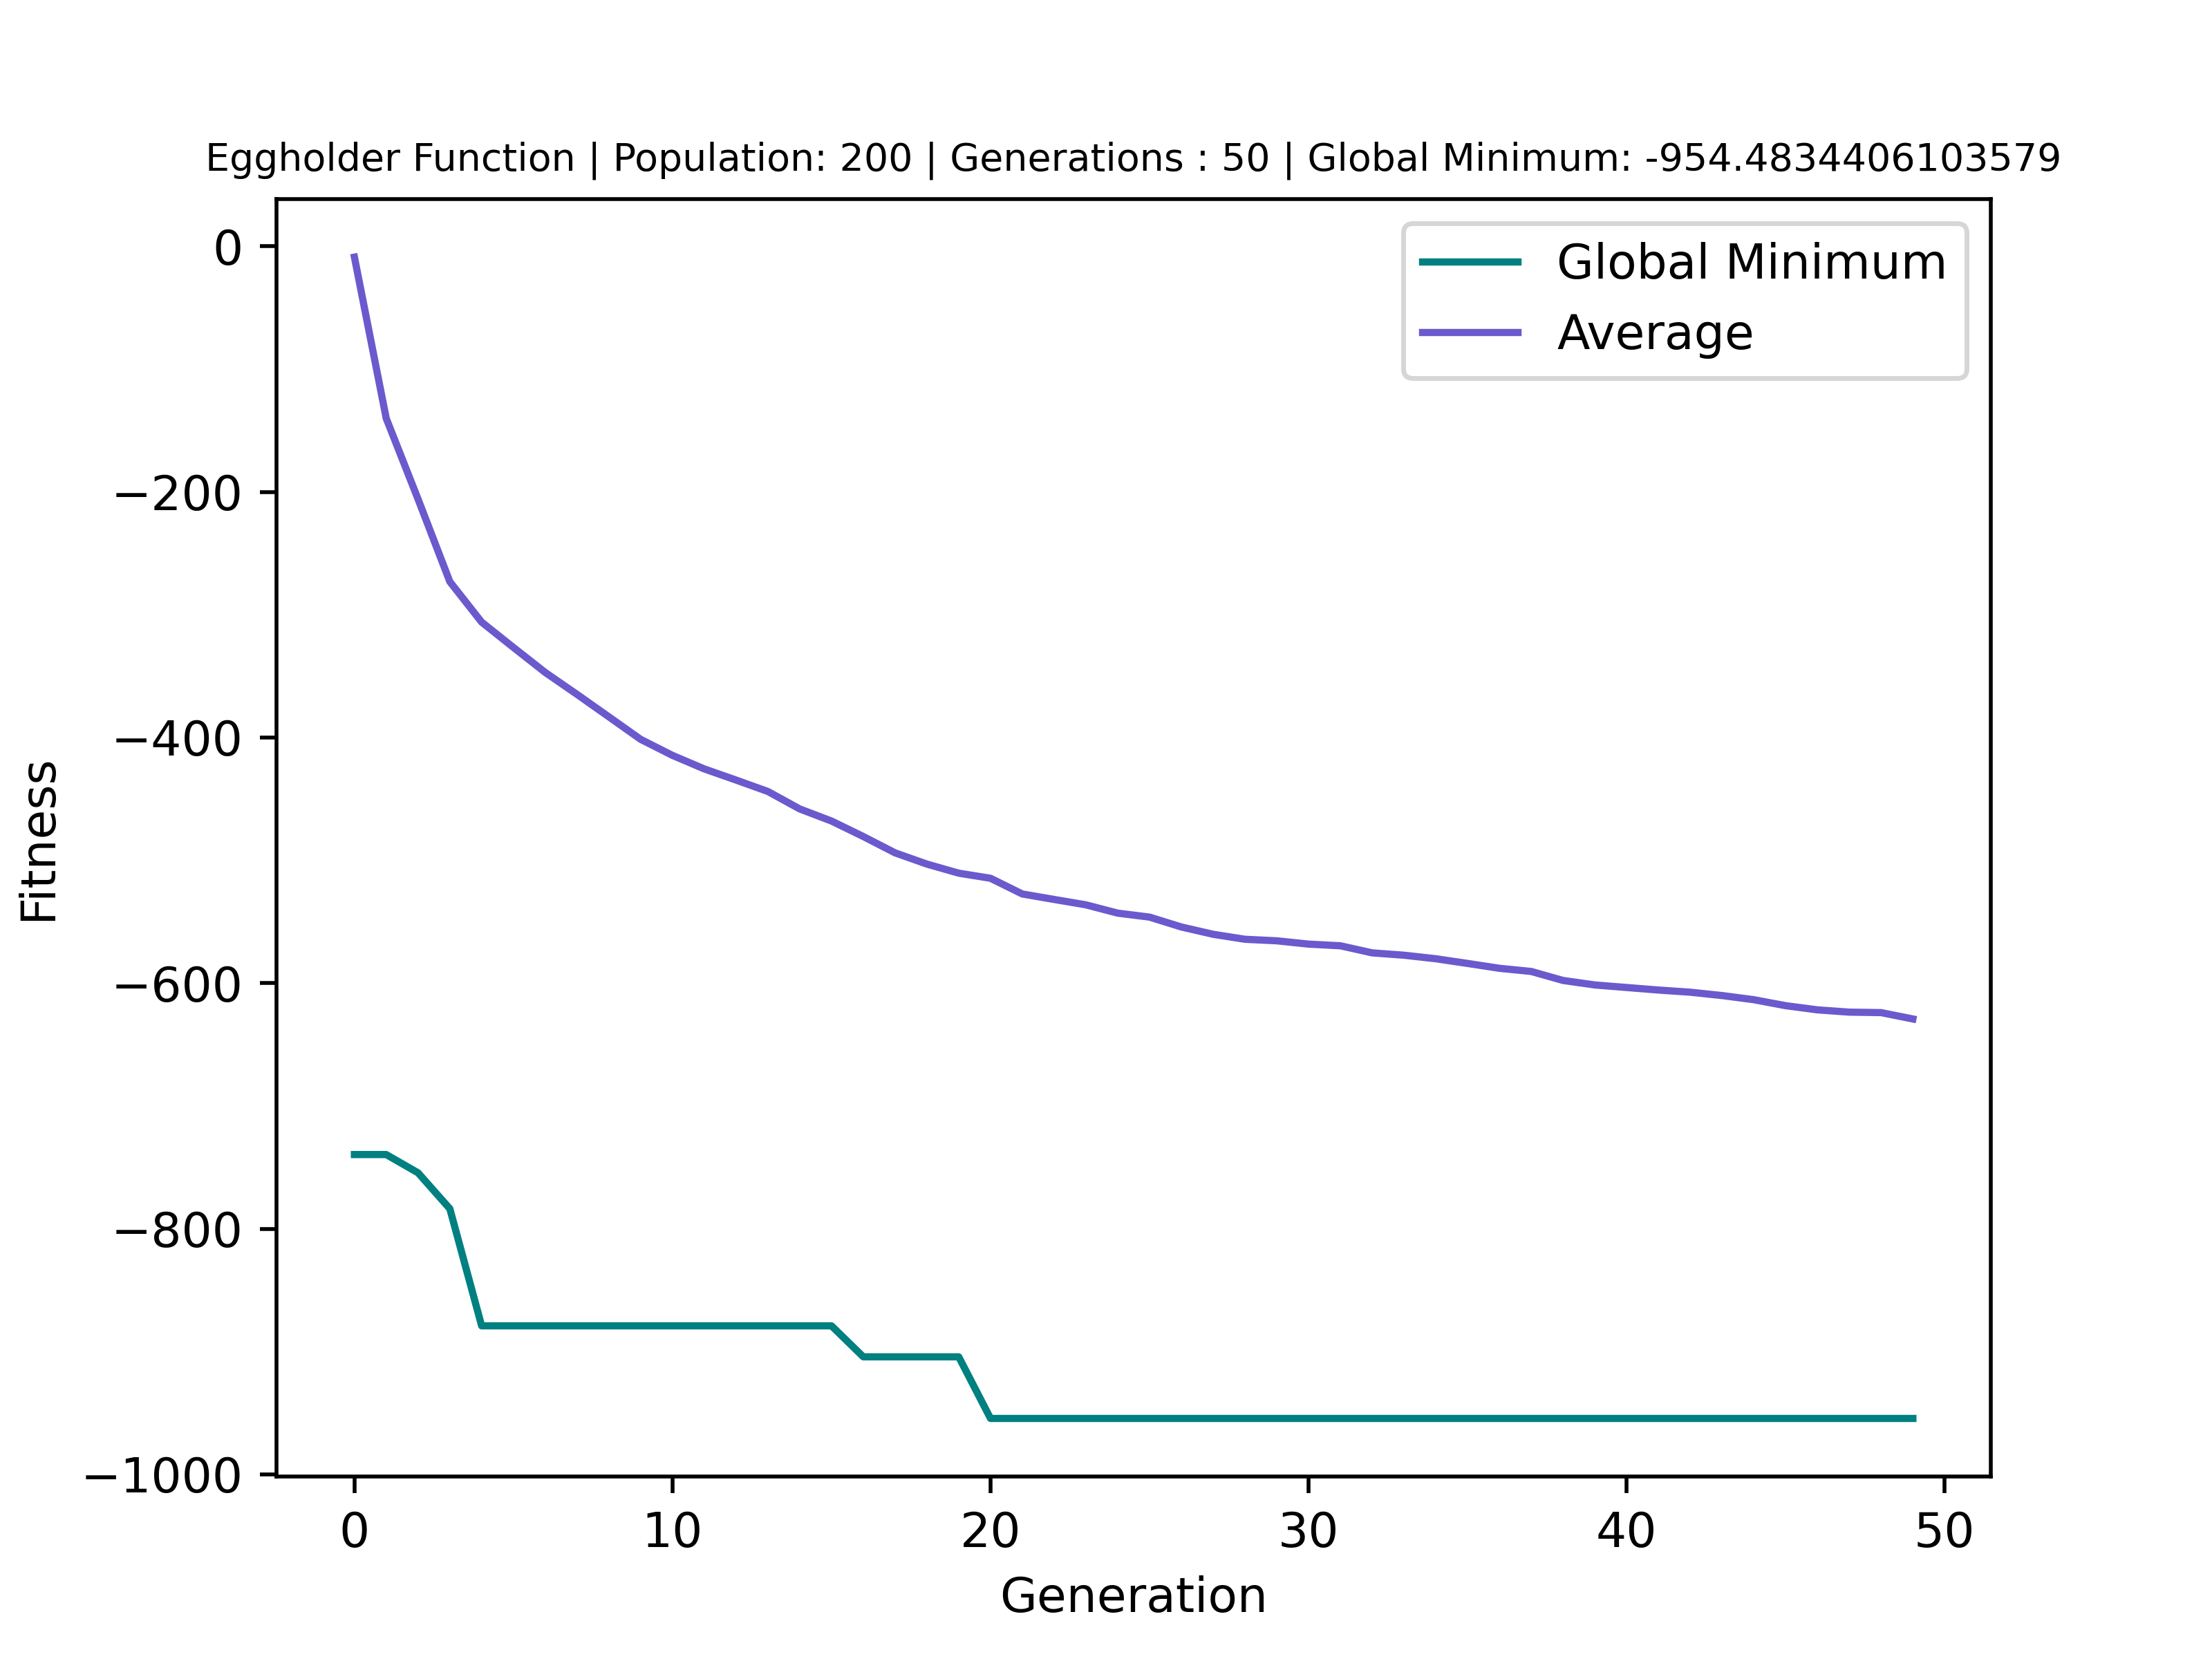 Eggholder Function | Population: 200 | Generations : 50 | Global Minimum: -954.4834406103579
Global Minimum
Average
0
−200
−400
−600
−800
−1000
Fitness
0 10 20 30 40 50
Generation